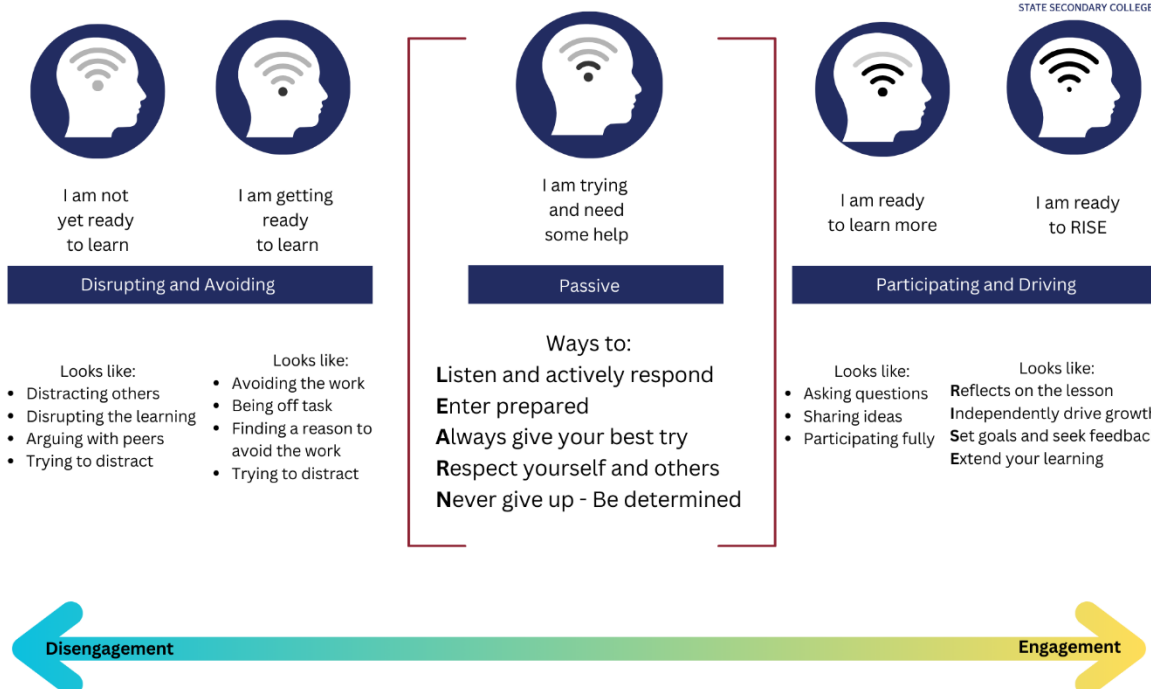 STATE SECONDARY COLLEGE
I am not
yet ready
to learn
I am getting
ready
to learn
Disrupting and Avoiding
Looks like:
• Distracting others
• Disrupting the learning
• Arguing with peers
• Trying to distract
Looks like:
• Avoiding the work
• Being off task
• Finding a reason to
avoid the work
• Trying to distract
I am trying
and need
some help
Passive
Ways to:
Listen and actively respond
Enter prepared
Always give your best try
Respect yourself and others
Never give up - Be determined
I am ready
to learn more
I am ready
to RISE
Participating and Driving
Looks like:
• Asking questions
• Sharing ideas
• Participating fully
Looks like:
Reflects on the lesson
Independently drive growth
Set goals and seek feedbac
Extend your learning
Disengagement
Engagement